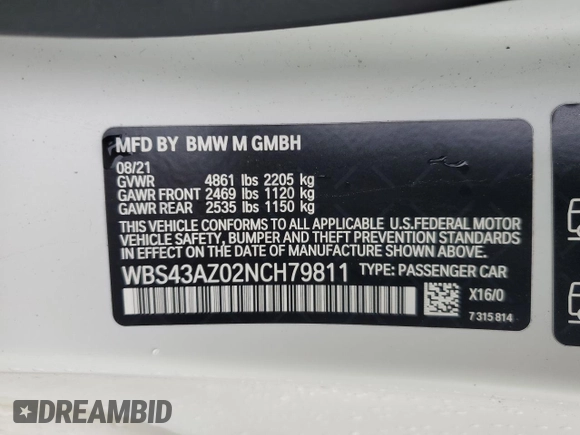 MFD BY BMW M GMBH
08/21
GVWR 4861 lbs 2205 kg
GAWR FRONT 2469 lbs 1120 kg
GAWR REAR 2535 lbs 1150 kg
THIS VEHICLE CONFORMS TO ALL APPLICABLE U.S.FEDERAL MOTOR
VEHICLE SAFETY, BUMPER AND THEFT PREVENTION STANDARDS
IN EFFECT ON THE DATE OF MANUFACTURE SHOWN ABOVE.
WBS43AZ02NCH79811 TYPE: PASSENGER CAR
X16/0
7 315 814
DREAMBID